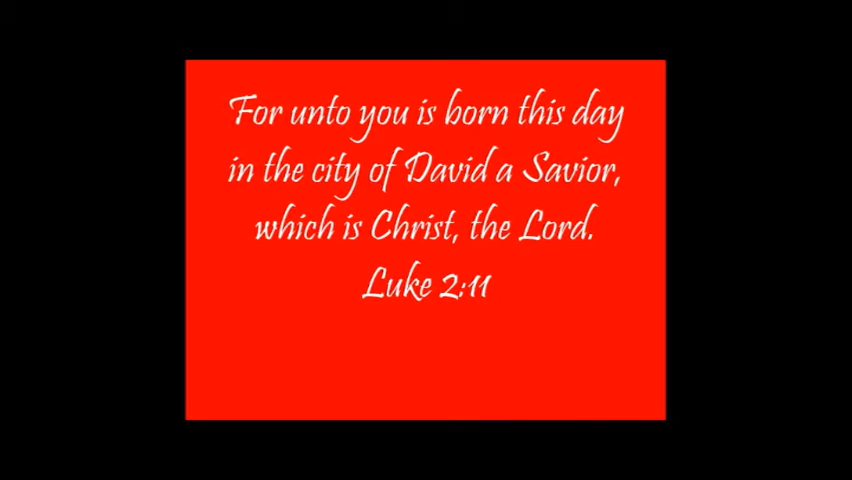 For unto you is born this day
in the city of David a Savior,
which is Christ, the Lord.
Luke 2:11